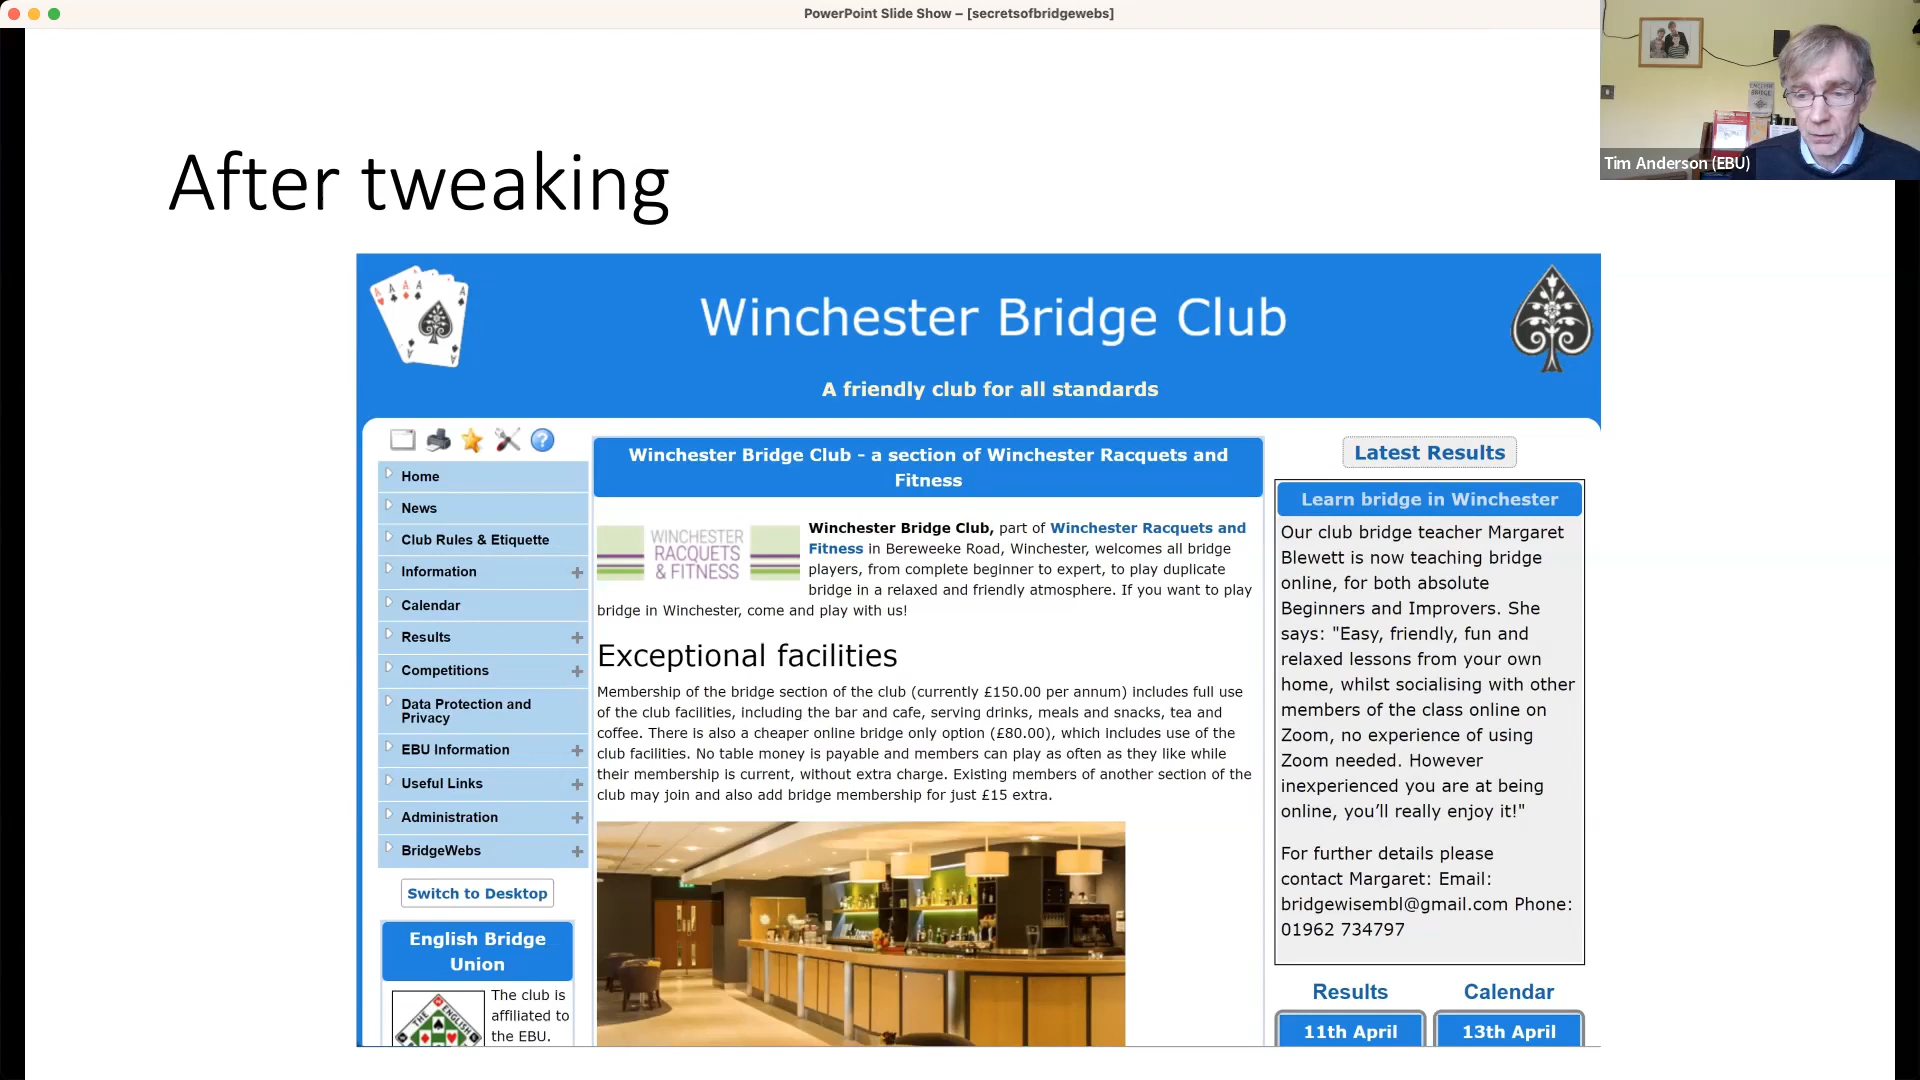 PowerPoint Slide Show – [secretsofbridgewebs]
Tim Anderson (EBU)
After tweaking
Winchester Bridge Club
A friendly club for all standards
Home
News
Club Rules & Etiquette
Information
Calendar
Results
Competitions
Data Protection and
Privacy
EBU Information
Useful Links
Administration
BridgeWebs
Switch to Desktop
English Bridge
Union
The club is
affiliated to
the EBU.
Winchester Bridge Club - a section of Winchester Racquets and
Fitness
WINCHESTER
RACQUETS
& FITNESS
Winchester Bridge Club, part of Winchester Racquets and
Fitness in Bereweeke Road, Winchester, welcomes all bridge
players, from complete beginner to expert, to play duplicate
bridge in a relaxed and friendly atmosphere. If you want to play
bridge in Winchester, come and play with us!
Exceptional facilities
Membership of the bridge section of the club (currently £150.00 per annum) includes full use
of the club facilities, including the bar and cafe, serving drinks, meals and snacks, tea and
coffee. There is also a cheaper online bridge only option (£80.00), which includes use of the
club facilities. No table money is payable and members can play as often as they like while
their membership is current, without extra charge. Existing members of another section of the
club may join and also add bridge membership for just £15 extra.
Latest Results
Learn bridge in Winchester
Our club bridge teacher Margaret
Blewett is now teaching bridge
online, for both absolute
Beginners and Improvers. She
says: "Easy, friendly, fun and
relaxed lessons from your own
home, whilst socialising with other
members of the class online on
Zoom, no experience of using
Zoom needed. However
inexperienced you are at being
online, you’ll really enjoy it!"
For further details please
contact Margaret: Email:
bridgewisembl@gmail.com Phone:
01962 734797
Results
Calendar
11th April
13th April